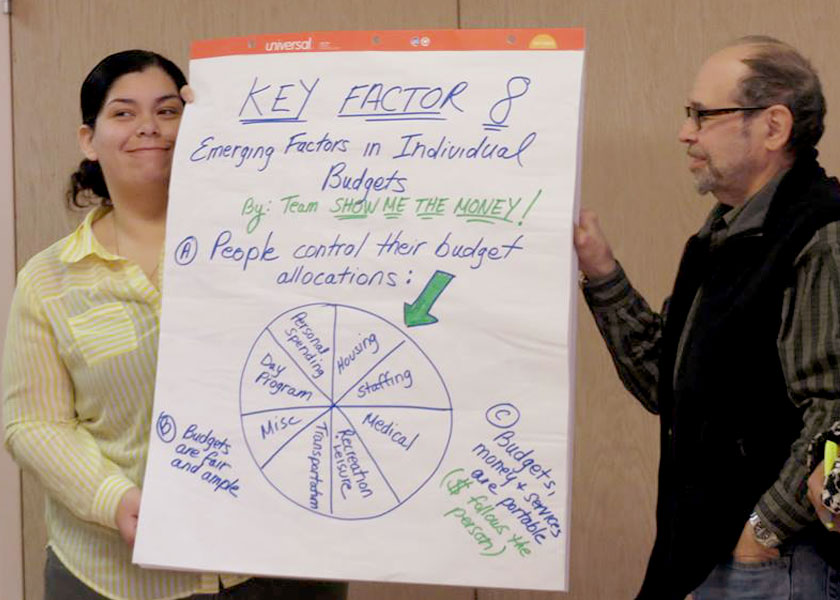 universal
KEY FACTOR 8
Emerging Factors in Individual
Budgets
By: Team SHOW ME THE MONEY!
A People control their budget
allocations:
Personal
Spending
Housing
Staffing
Medical
Recreation
Leisure
Transportation
Misc
Day
Program
B Budgets
are fair
and ample
C Budgets,
money + services
are portable
($ follows the
person)